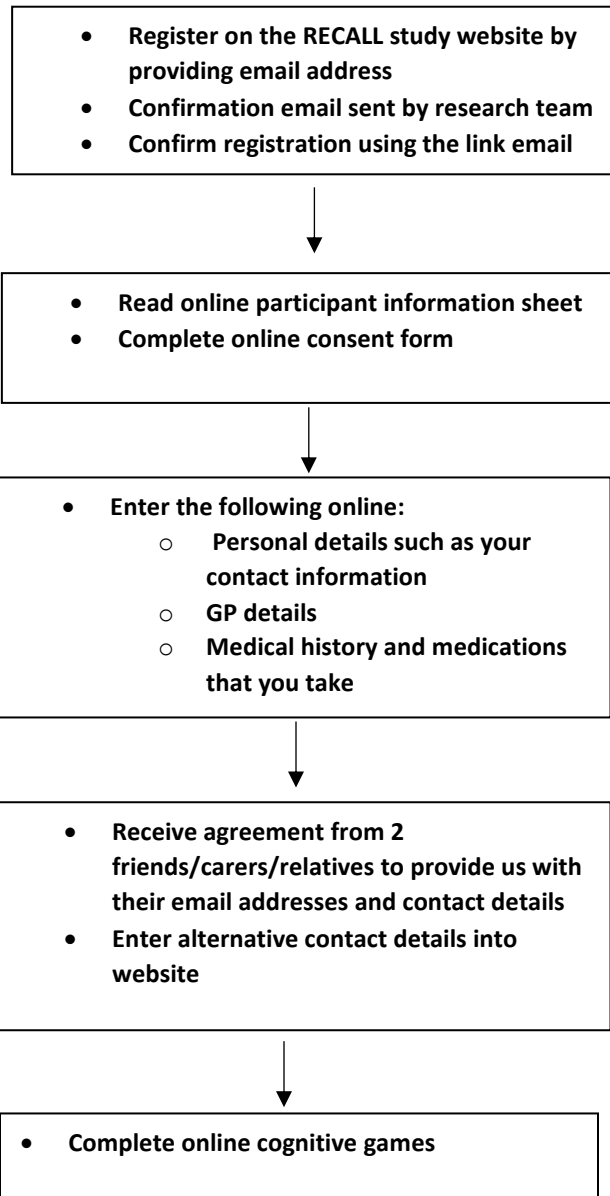 • Register on the RECALL study website by
providing email address
• Confirmation email sent by research team
• Confirm registration using the link email
• Read online participant information sheet
• Complete online consent form
• Enter the following online:
o Personal details such as your
contact information
o GP details
o Medical history and medications
that you take
• Receive agreement from 2
friends/carers/relatives to provide us with
their email addresses and contact details
• Enter alternative contact details into
website
• Complete online cognitive games